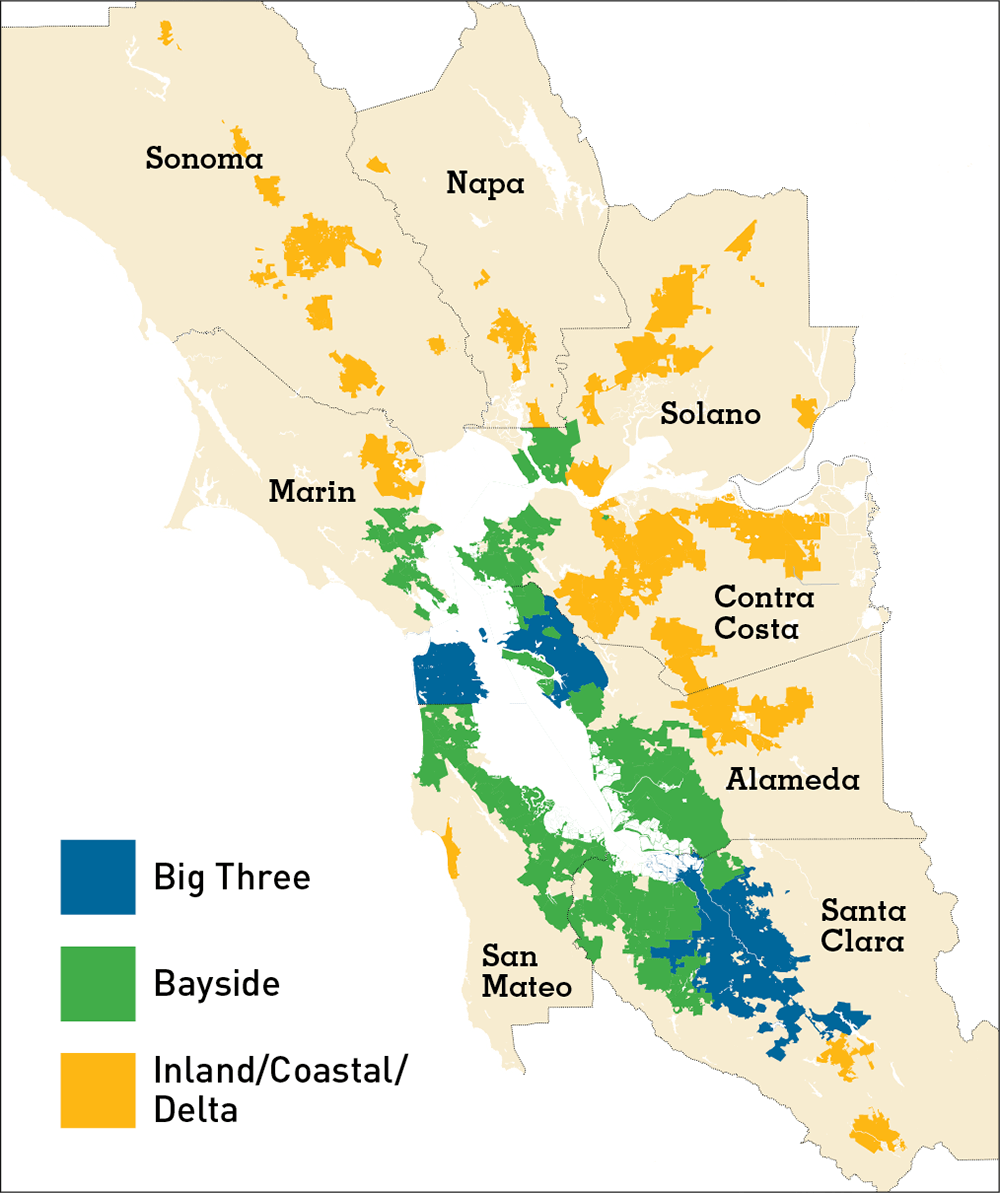 Sonoma
Napa
Solano
Marin
Contra
Costa
Alameda
Santa
Clara
San
Mateo
Big Three
Bayside
Inland/Coastal/
Delta